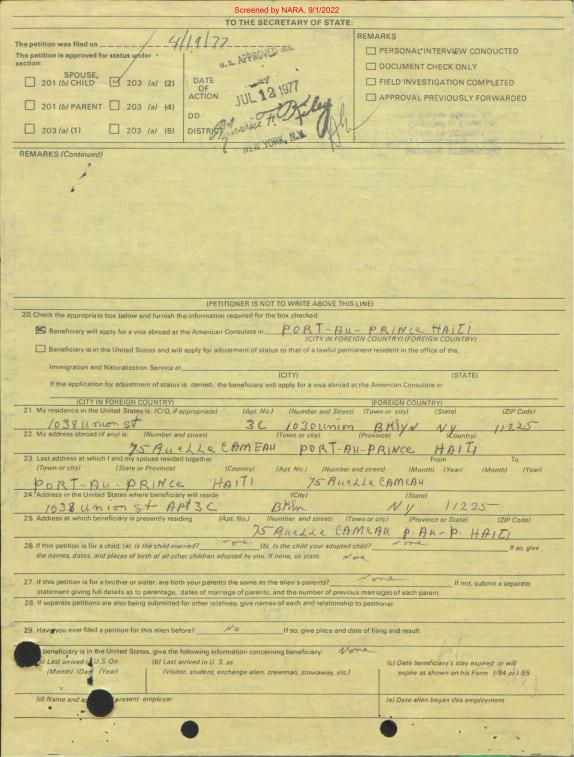 Screened by NARA, 9/1/2022
TO THE SECRETARY OF STATE:
The petition was filed on 4/19/77
The petition is approved for status under section:
SPOUSE,
201 (b) CHILD 203 (a) (2)
201 (b) PARENT 203 (a) (4)
203 (a) (1) 203 (a) (5)
DATE OF ACTION
DD
DISTRICT
APPROVED
JUL 12 1977
NEW YORK, N.Y.
REMARKS
PERSONAL INTERVIEW CONDUCTED
DOCUMENT CHECK ONLY
FIELD INVESTIGATION COMPLETED
APPROVAL PREVIOUSLY FORWARDED
REMARKS (Continued)
(PETITIONER IS NOT TO WRITE ABOVE THIS LINE)
20. Check the appropriate box below and furnish the information required for the box checked:
Beneficiary will apply for a visa abroad at the American Consulate in PORT-AU-PRINCE HAITI
(CITY IN FOREIGN COUNTRY) (FOREIGN COUNTRY)
Beneficiary is in the United States and will apply for adjustment of status to that of a lawful permanent resident in the office of the
Immigration and Naturalization Service at
(CITY) (STATE)
If the application for adjustment of status is denied, the beneficiary will apply for a visa abroad at the American Consulate in
(CITY IN FOREIGN COUNTRY) (FOREIGN COUNTRY)
21. My residence in the United States is: (C/O, if appropriate) (Apt. No.) (Number and Street) (Town or city) (State) (ZIP Code)
1038 union st 3C 1030 union BKlyN NY 11225
22. My address abroad (if any) is: (Number and street) (Town or city) (Province) (Country)
75 Ruelle CAMEAU PORT-AU-PRINCE HAITI
23. Last address at which I and my spouse resided together From To
(Town or city) (State or Province) (Country) (Apt. No.) (Number and street) (Month) (Year) (Month) (Year)
PORT-AU-PRINCE HAITI 75 Ruelle CAMEAU
24. Address in the United States where beneficiary will reside (City) (State)
1038 union st Apt 3C BKlm NY 11225
25. Address at which beneficiary is presently residing (Apt. No.) (Number and street) (Town or city) (Province or State) (ZIP Code)
75 Ruelle CAMEAU P.AU-P. HAITI
26. If this petition is for a child: (a). Is the child married? None (b). Is the child your adopted child? None If so, give
the names, dates, and places of birth of all other children adopted by you. If none, so state. None
27. If this petition is for a brother or sister, are both your parents the same as the alien's parents? None If not, submit a separate
statement giving full details as to parentage, dates of marriage of parents, and the number of previous marriages of each parent.
28. If separate petitions are also being submitted for other relatives, give names of each and relationship to petitioner.
29. Have you ever filed a petition for this alien before? NO If so, give place and date of filing and result.
beneficiary is in the United States, give the following information concerning beneficiary: None
(a) Last arrived in U.S. On (b) Last arrived in U.S. as (c) Date beneficiary's stay expired or will
(Month) (Day) (Year) (Visitor, student, exchange alien, crewman, stowaway, etc.) expire as shown on his Form I-94 or I-95
(d) Name and present employer (e) Date alien began this employment